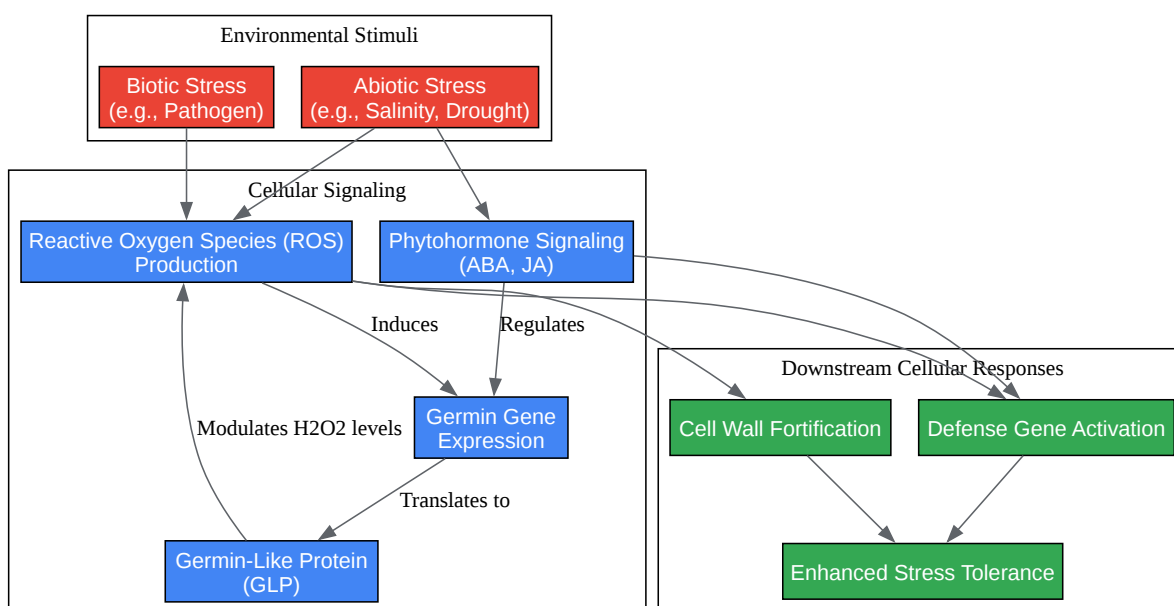 Environmental Stimuli
Biotic Stress
(e.g., Pathogen)
Abiotic Stress
(e.g., Salinity, Drought)
Cellular Signaling
Reactive Oxygen Species (ROS)
Production
Phytohormone Signaling
(ABA, JA)
Induces
Regulates
Downstream Cellular Responses
Germin Gene
Expression
Cell Wall Fortification
Defense Gene Activation
Modulates H2O2 levels
Translates to
Germin-Like Protein
(GLP)
Enhanced Stress Tolerance